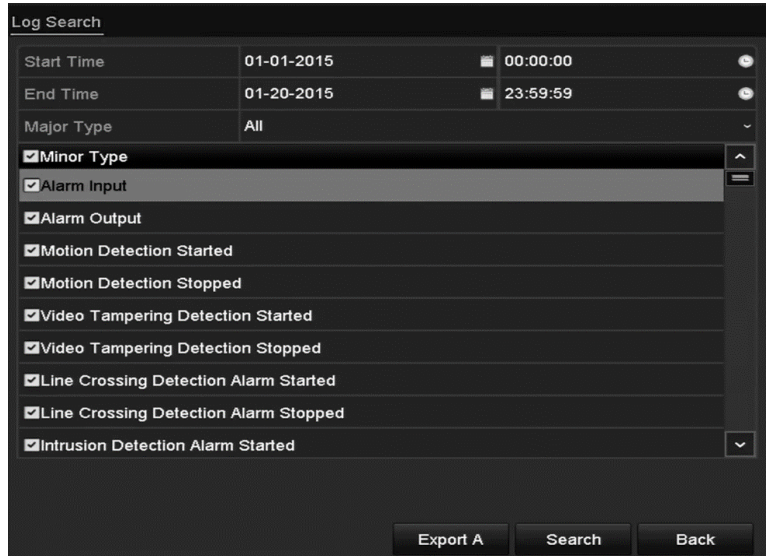 Log Search
Start Time 01-01-2015 00:00:00
End Time 01-20-2015 23:59:59
Major Type All
Minor Type
Alarm Input
Alarm Output
Motion Detection Started
Motion Detection Stopped
Video Tampering Detection Started
Video Tampering Detection Stopped
Line Crossing Detection Alarm Started
Line Crossing Detection Alarm Stopped
Intrusion Detection Alarm Started
Export A Search Back